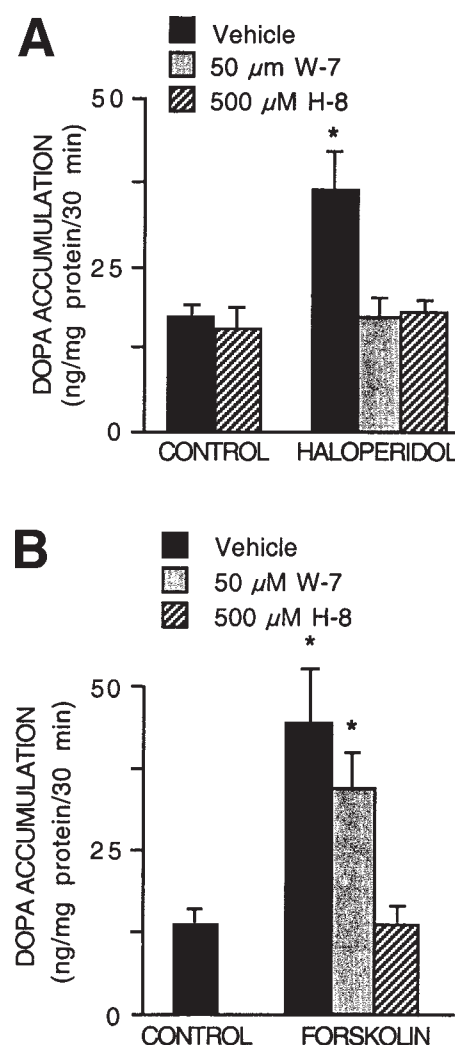 A
Vehicle
50 μm W-7
500 μM H-8
*
50
25
0
DOPA ACCUMULATION
(ng/mg protein/30 min)
CONTROL HALOPERIDOL
B
Vehicle
50 μM W-7
500 μM H-8
*
*
50
25
0
DOPA ACCUMULATION
(ng/mg protein/30 min)
CONTROL FORSKOLIN